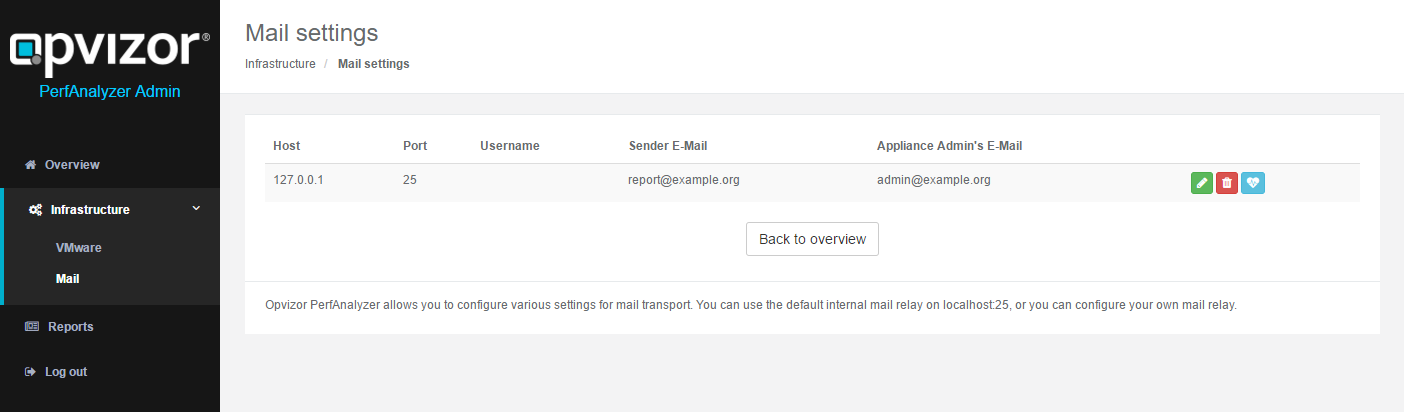 opvizor®
PerfAnalyzer Admin
Overview
Infrastructure
VMware
Mail
Reports
Log out
Mail settings
Infrastructure / Mail settings
Host Port Username Sender E-Mail Appliance Admin's E-Mail
127.0.0.1 25 report@example.org admin@example.org
Back to overview
Opvizor PerfAnalyzer allows you to configure various settings for mail transport. You can use the default internal mail relay on localhost:25, or you can configure your own mail relay.